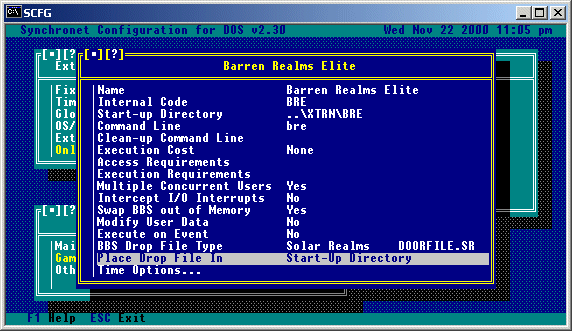 SCFG
Synchronet Configuration for DOS v2.30 Wed Nov 22 2000 11:05 pm
[■][?]
Barren Realms Elite
Name Barren Realms Elite
Internal Code BRE
Start-up Directory ..\XTRN\BRE
Command Line bre
Clean-up Command Line
Execution Cost None
Access Requirements
Execution Requirements
Multiple Concurrent Users Yes
Intercept I/O Interrupts No
Swap BBS out of Memory Yes
Modify User Data No
Execute on Event No
BBS Drop File Type Solar Realms DOORFILE.SR
Place Drop File In Start-Up Directory
Time Options...
[■][?
Ext
Fix
Tim
Glo
OS/
Ext
Onl
[■][?
Mai
Gam
Oth
F1 Help ESC Exit